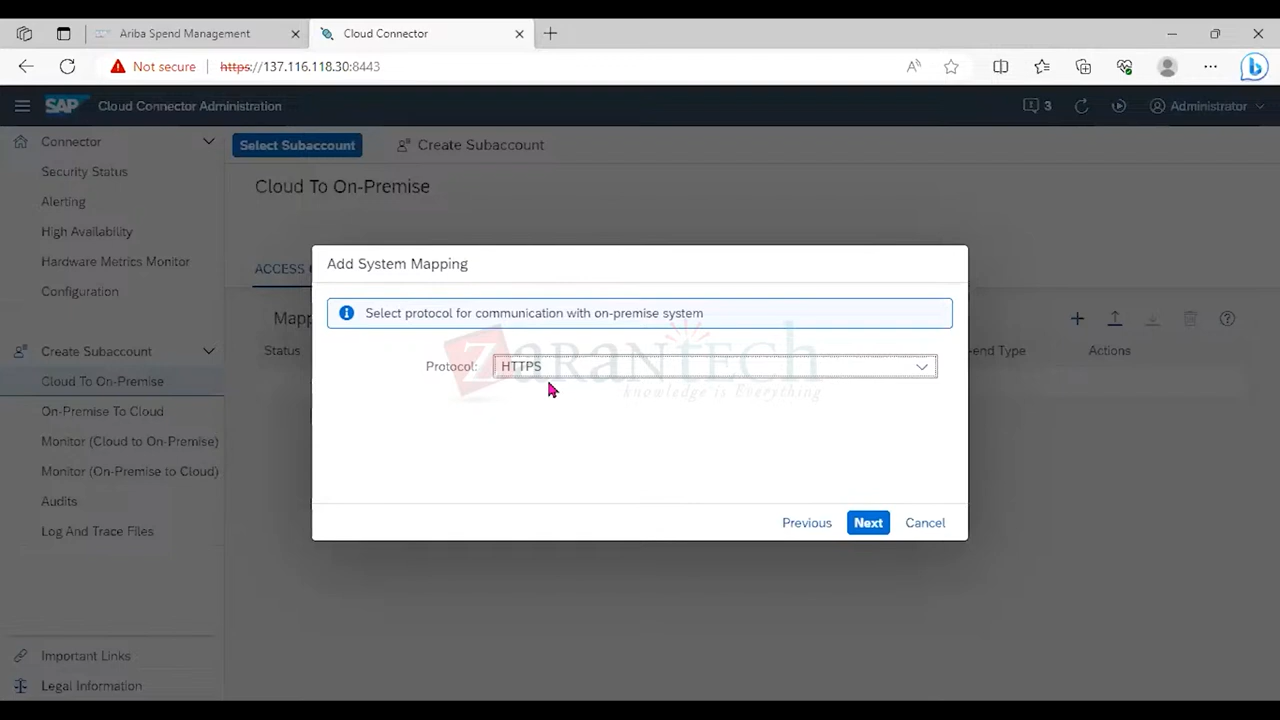 Ariba Spend Management
Cloud Connector
Not secure
https://137.116.118.30:8443
SAP
Cloud Connector Administration
3
Administrator
Connector
Security Status
Alerting
High Availability
Hardware Metrics Monitor
Configuration
Create Subaccount
Cloud To On-Premise
On-Premise To Cloud
Monitor (Cloud to On-Premise)
Monitor (On-Premise to Cloud)
Audits
Log And Trace Files
Important Links
Legal Information
Select Subaccount
Create Subaccount
Cloud To On-Premise
ACCESS
Mapp
Status
-end Type
Actions
Add System Mapping
Select protocol for communication with on-premise system
Protocol: HTTPS
ZARANTECH
knowledge is Everything
Previous
Next
Cancel